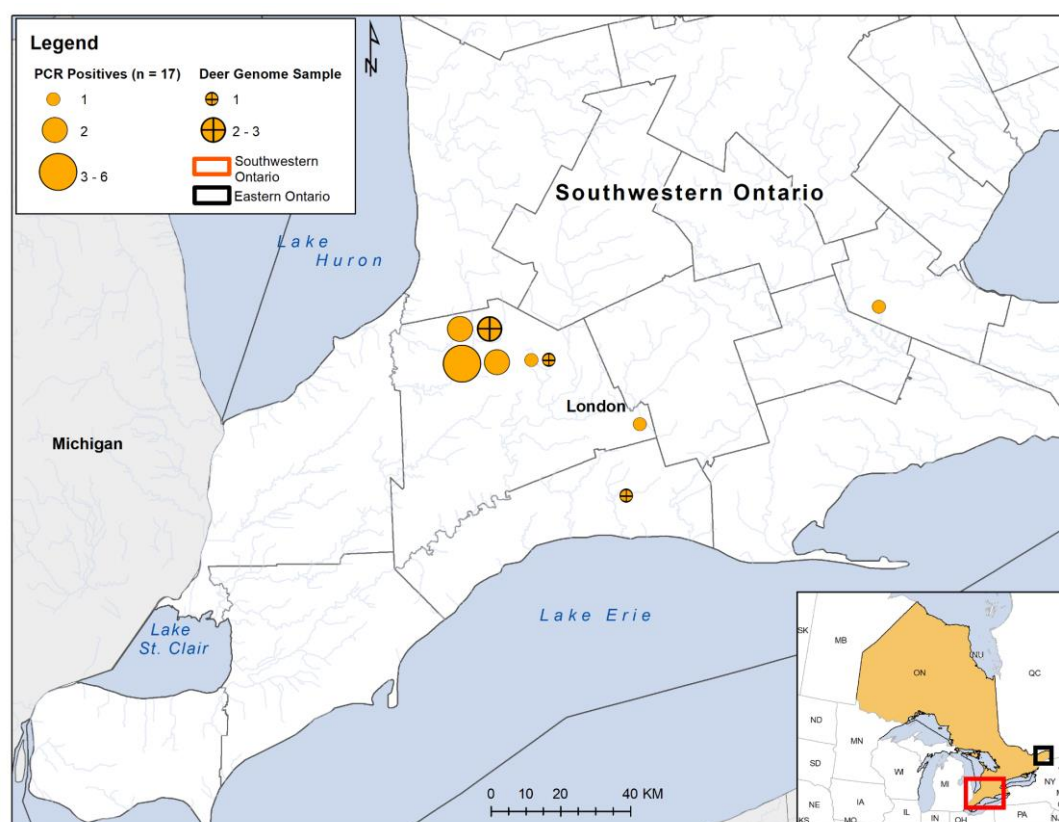 Legend
PCR Positives (n = 17)
1
2
3 - 6
Deer Genome Sample
1
2 - 3
Southwestern
Ontario
Eastern Ontario
N
Southwestern Ontario
Lake
Huron
London
Michigan
Lake Erie
Lake
St. Clair
0 10 20 40 KM
SK
MB
ON
NU
QC
ND
MN
SD
WI
MI
NY
NE
IA
IL
IN
OH
PA
KS
MO